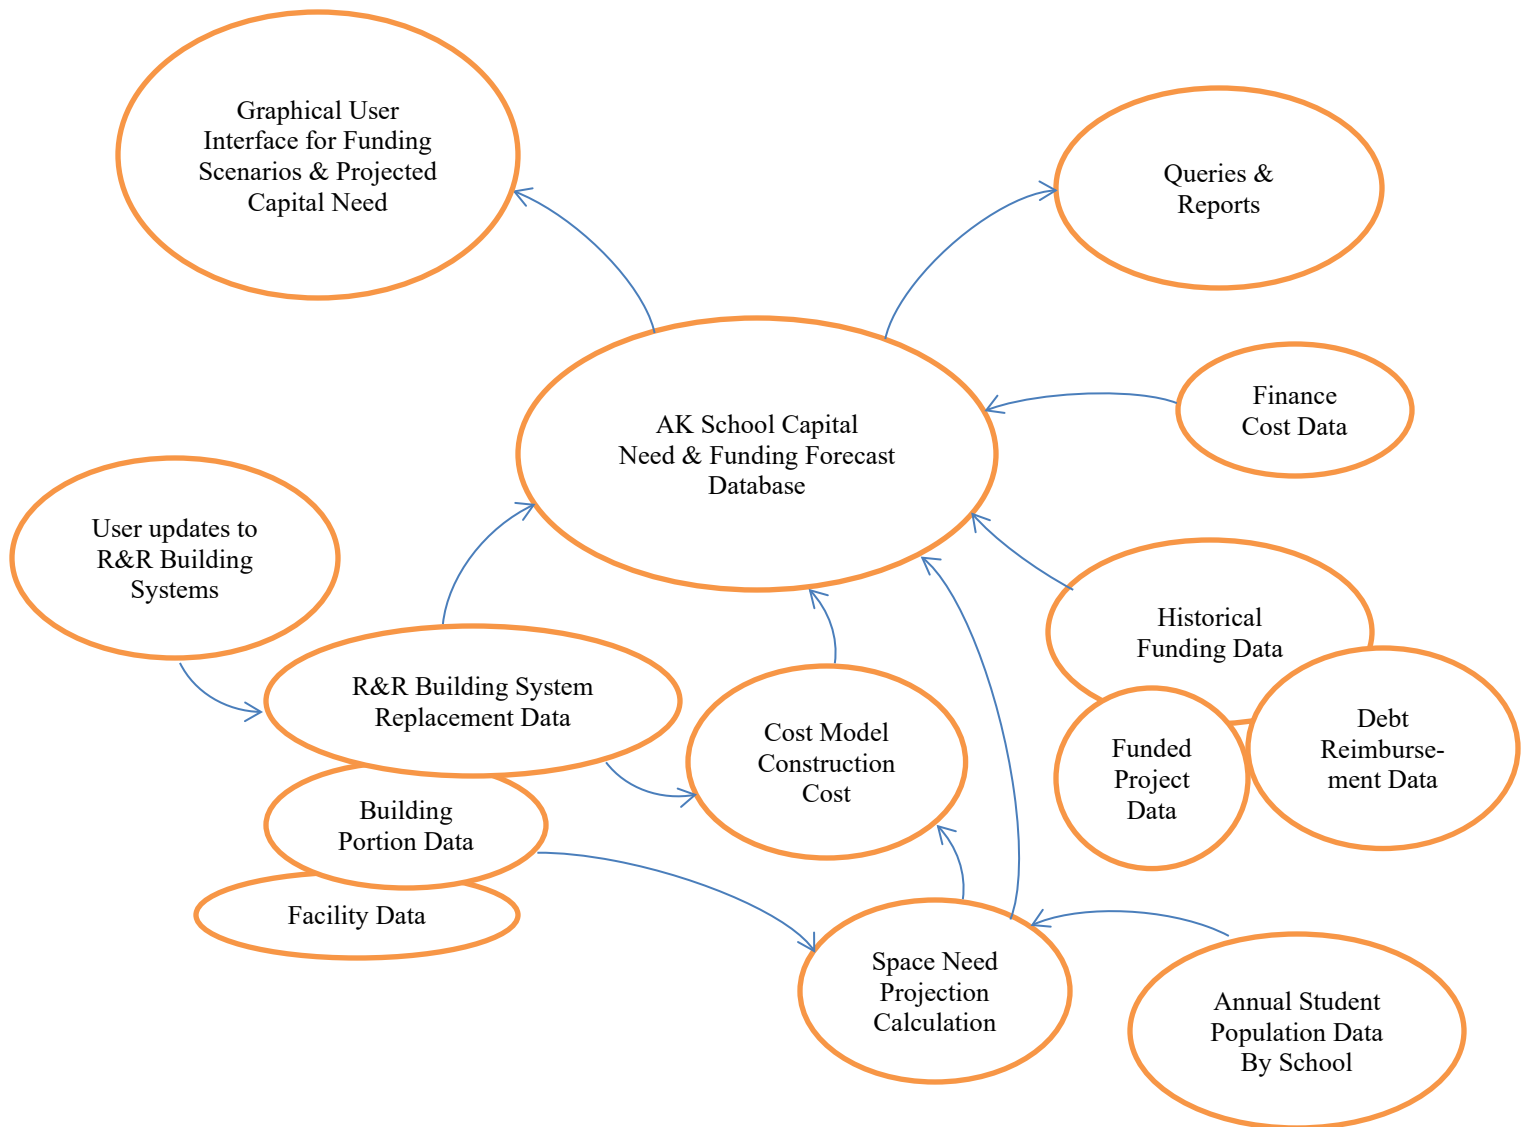 Graphical User
Interface for Funding
Scenarios & Projected
Capital Need
Queries &
Reports
Finance
Cost Data
AK School Capital
Need & Funding Forecast
Database
User updates to
R&R Building
Systems
Historical
Funding Data
R&R Building System
Replacement Data
Cost Model
Construction
Cost
Funded
Project
Data
Debt
Reimburse-
ment Data
Building
Portion Data
Facility Data
Space Need
Projection
Calculation
Annual Student
Population Data
By School